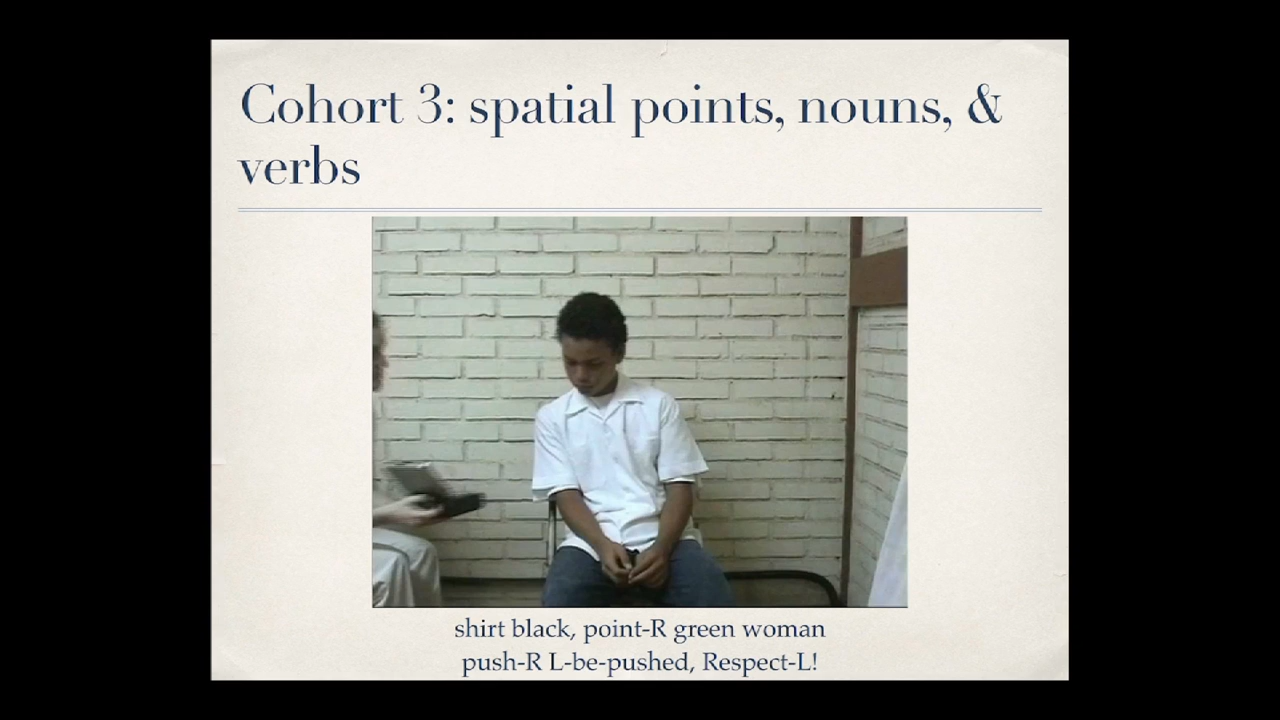 Cohort 3: spatial points, nouns, &
verbs
shirt black, point-R green woman
push-R L-be-pushed, Respect-L!